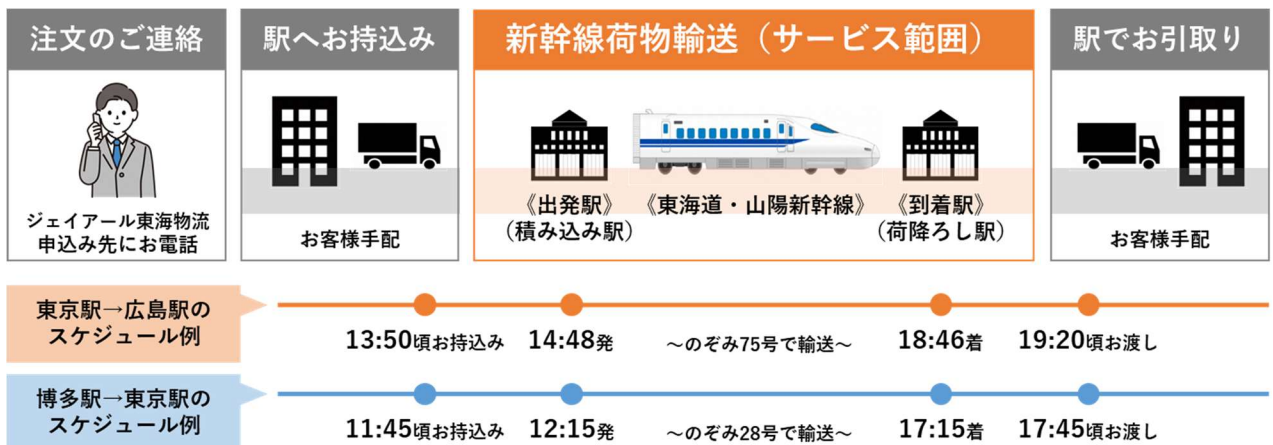 注文のご連絡
駅へお持込み
新幹線荷物輸送（サービス範囲）
駅でお引取り
ジェイアール東海物流
申込み先にお電話
お客様手配
《出発駅》
（積み込み駅）
《東海道・山陽新幹線》
《到着駅》
（荷降ろし駅）
お客様手配
東京駅→広島駅の
スケジュール例
13:50頃お持込み
14:48発
～のぞみ75号で輸送～
18:46着
19:20頃お渡し
博多駅→東京駅の
スケジュール例
11:45頃お持込み
12:15発
～のぞみ28号で輸送～
17:15着
17:45頃お渡し